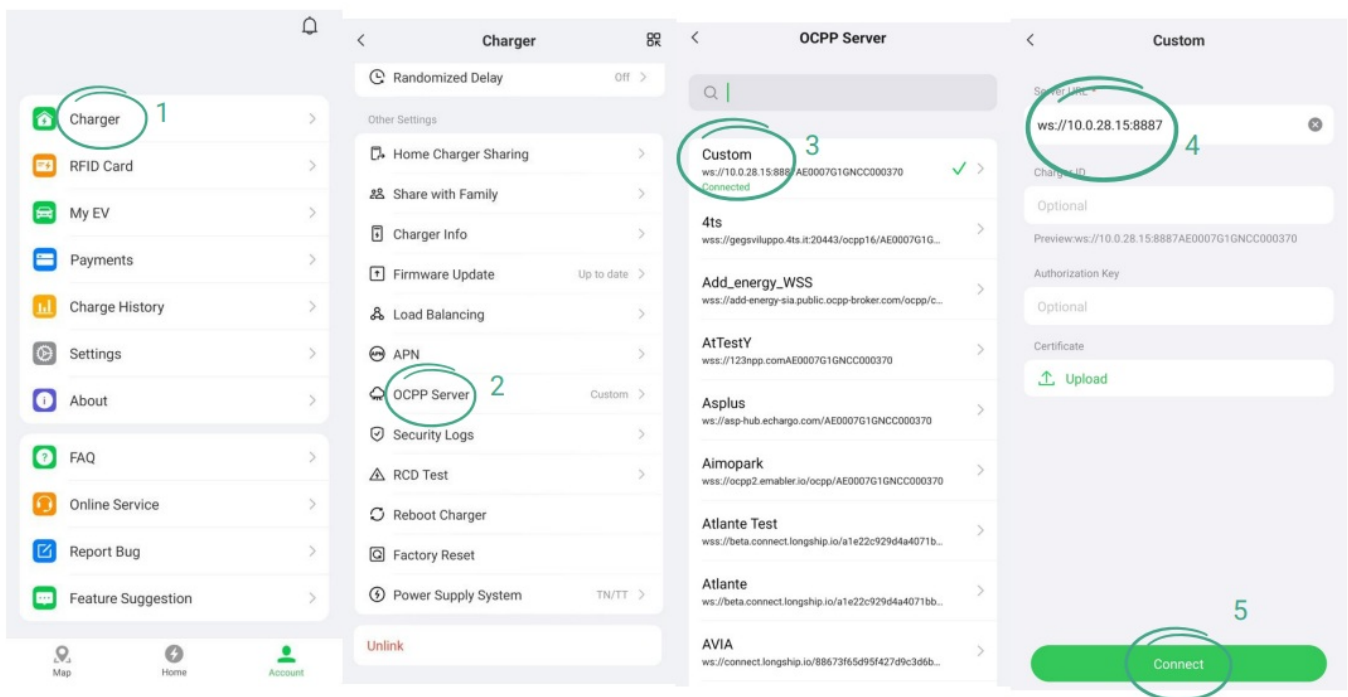 Charger
1
RFID Card
My EV
Payments
Charge History
Settings
About
FAQ
Online Service
Report Bug
Feature Suggestion
Map
Home
Account
Charger
Randomized Delay Off
Other Settings
Home Charger Sharing
Share with Family
Charger Info
Firmware Update Up to date
Load Balancing
APN
OCPP Server 2 Custom
Security Logs
RCD Test
Reboot Charger
Factory Reset
Power Supply System TN/TT
Unlink
OCPP Server
Custom 3
ws://10.0.28.15:8887AE0007G1GNCC000370
Connected
4ts
wss://gegsviluppo.4ts.it:20443/ocpp16/AE0007G1G...
Add_energy_WSS
wss://add-energy-sia.public.ocpp-broker.com/ocpp/c...
AtTestY
wss://123npp.comAE0007G1GNCC000370
Asplus
ws://asp-hub.echargo.com/AE0007G1GNCC000370
Aimopark
wss://ocpp2.emabler.io/ocpp/AE0007G1GNCC000370
Atlante Test
wss://beta.connect.longship.io/a1e22c929d4a4071b...
Atlante
ws://beta.connect.longship.io/a1e22c929d4a4071bb...
AVIA
ws://connect.longship.io/88673f65d95f427d9c3d6b...
Custom
Server URL *
ws://10.0.28.15:8887
4
Charger ID
Optional
Preview:ws://10.0.28.15:8887AE0007G1GNCC000370
Authorization Key
Optional
Certificate
Upload
5
Connect